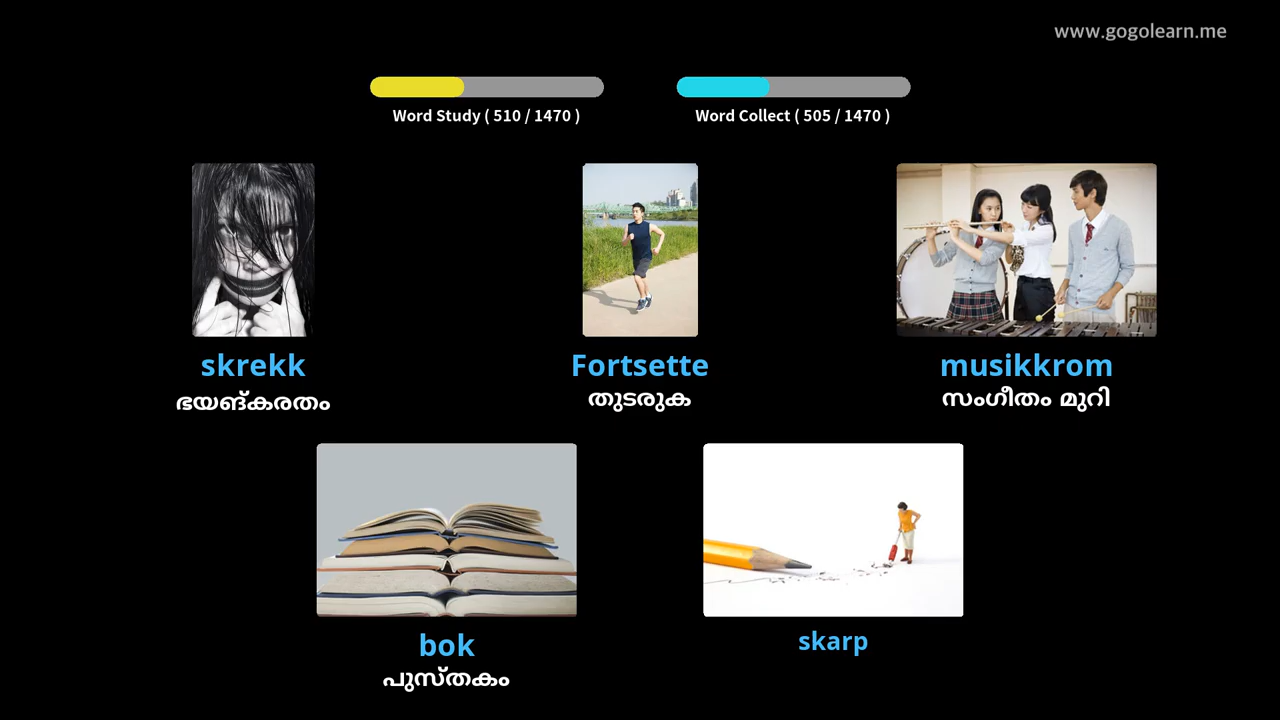 www.gogolearn.me
Word Study ( 510 / 1470 )
Word Collect ( 505 / 1470 )
skrekk
ഭയങ്കരതം
Fortsette
തുടരുക
musikkrom
സംഗീതം മുറി
bok
പുസ്തകം
skarp